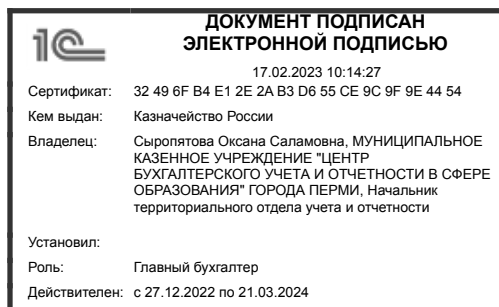 1С
ДОКУМЕНТ ПОДПИСАН
ЭЛЕКТРОННОЙ ПОДПИСЬЮ
17.02.2023 10:14:27
Сертификат: 32 49 6F B4 E1 2E 2A B3 D6 55 CE 9C 9F 9E 44 54
Кем выдан: Казначейство России
Владелец: Сыропятова Оксана Саламовна, МУНИЦИПАЛЬНОЕ
КАЗЕННОЕ УЧРЕЖДЕНИЕ "ЦЕНТР
БУХГАЛТЕРСКОГО УЧЕТА И ОТЧЕТНОСТИ В СФЕРЕ
ОБРАЗОВАНИЯ" ГОРОДА ПЕРМИ, Начальник
территориального отдела учета и отчетности
Установил:
Роль: Главный бухгалтер
Действителен: с 27.12.2022 по 21.03.2024